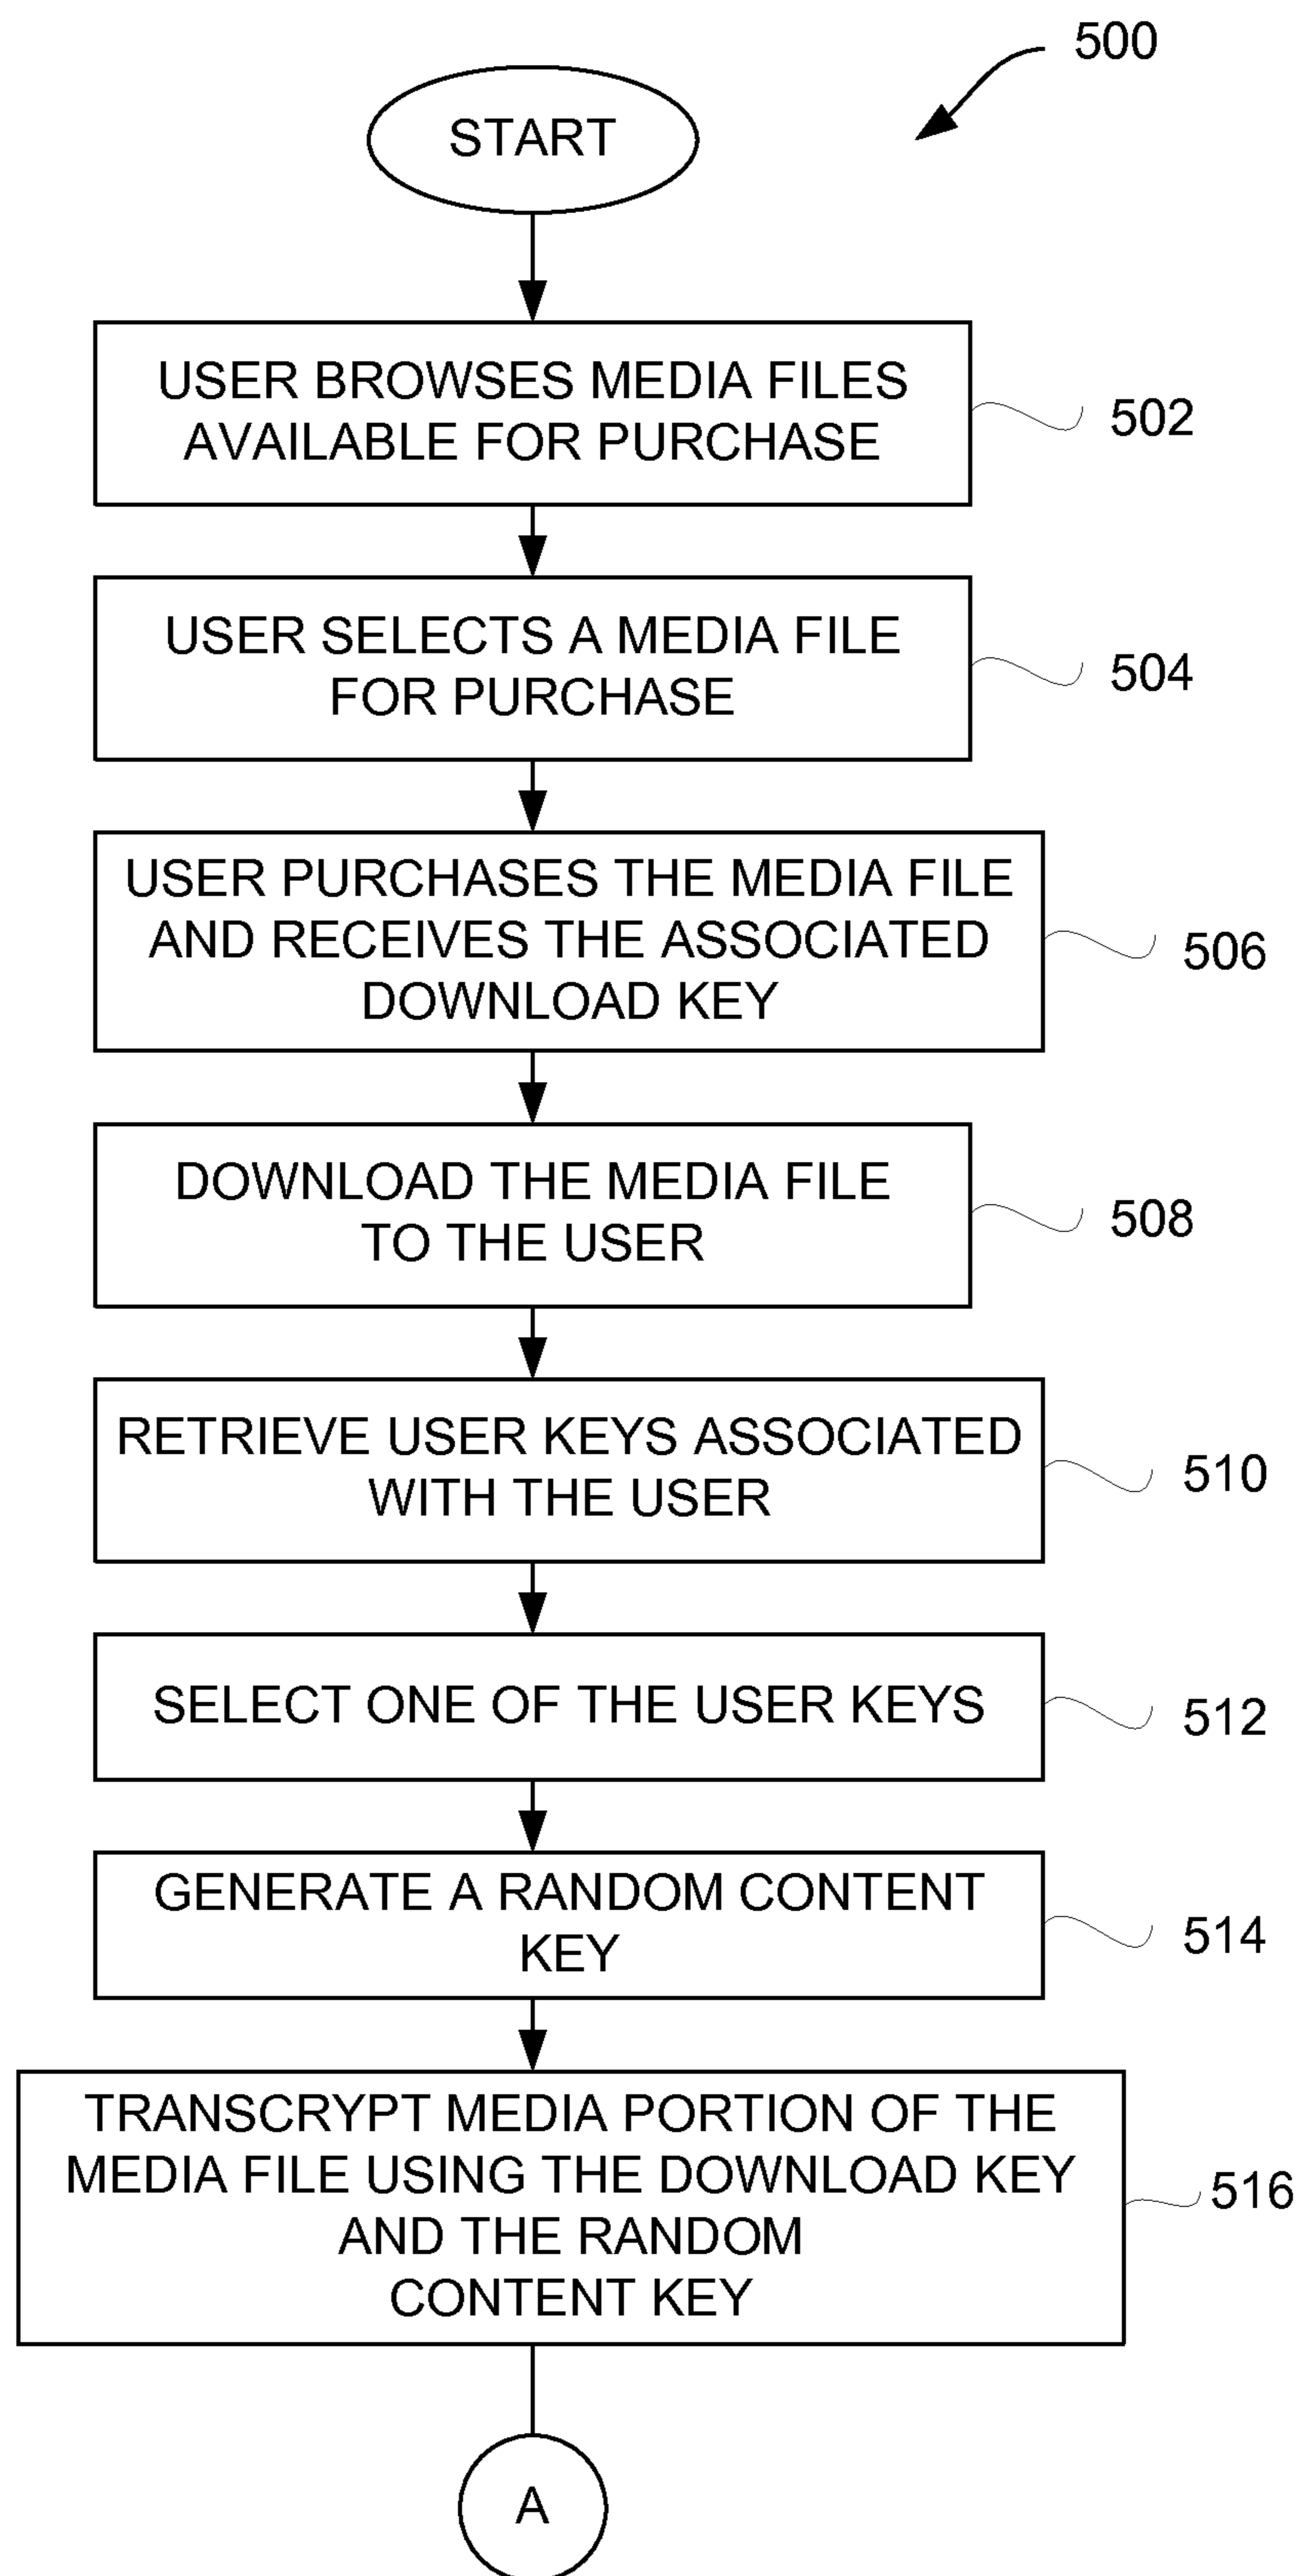 500
START
USER BROWSES MEDIA FILES
AVAILABLE FOR PURCHASE
502
USER SELECTS A MEDIA FILE
FOR PURCHASE
504
USER PURCHASES THE MEDIA FILE
AND RECEIVES THE ASSOCIATED
DOWNLOAD KEY
506
DOWNLOAD THE MEDIA FILE
TO THE USER
508
RETRIEVE USER KEYS ASSOCIATED
WITH THE USER
510
SELECT ONE OF THE USER KEYS
512
GENERATE A RANDOM CONTENT
KEY
514
TRANSCRYPT MEDIA PORTION OF THE
MEDIA FILE USING THE DOWNLOAD KEY
AND THE RANDOM
CONTENT KEY
516
A